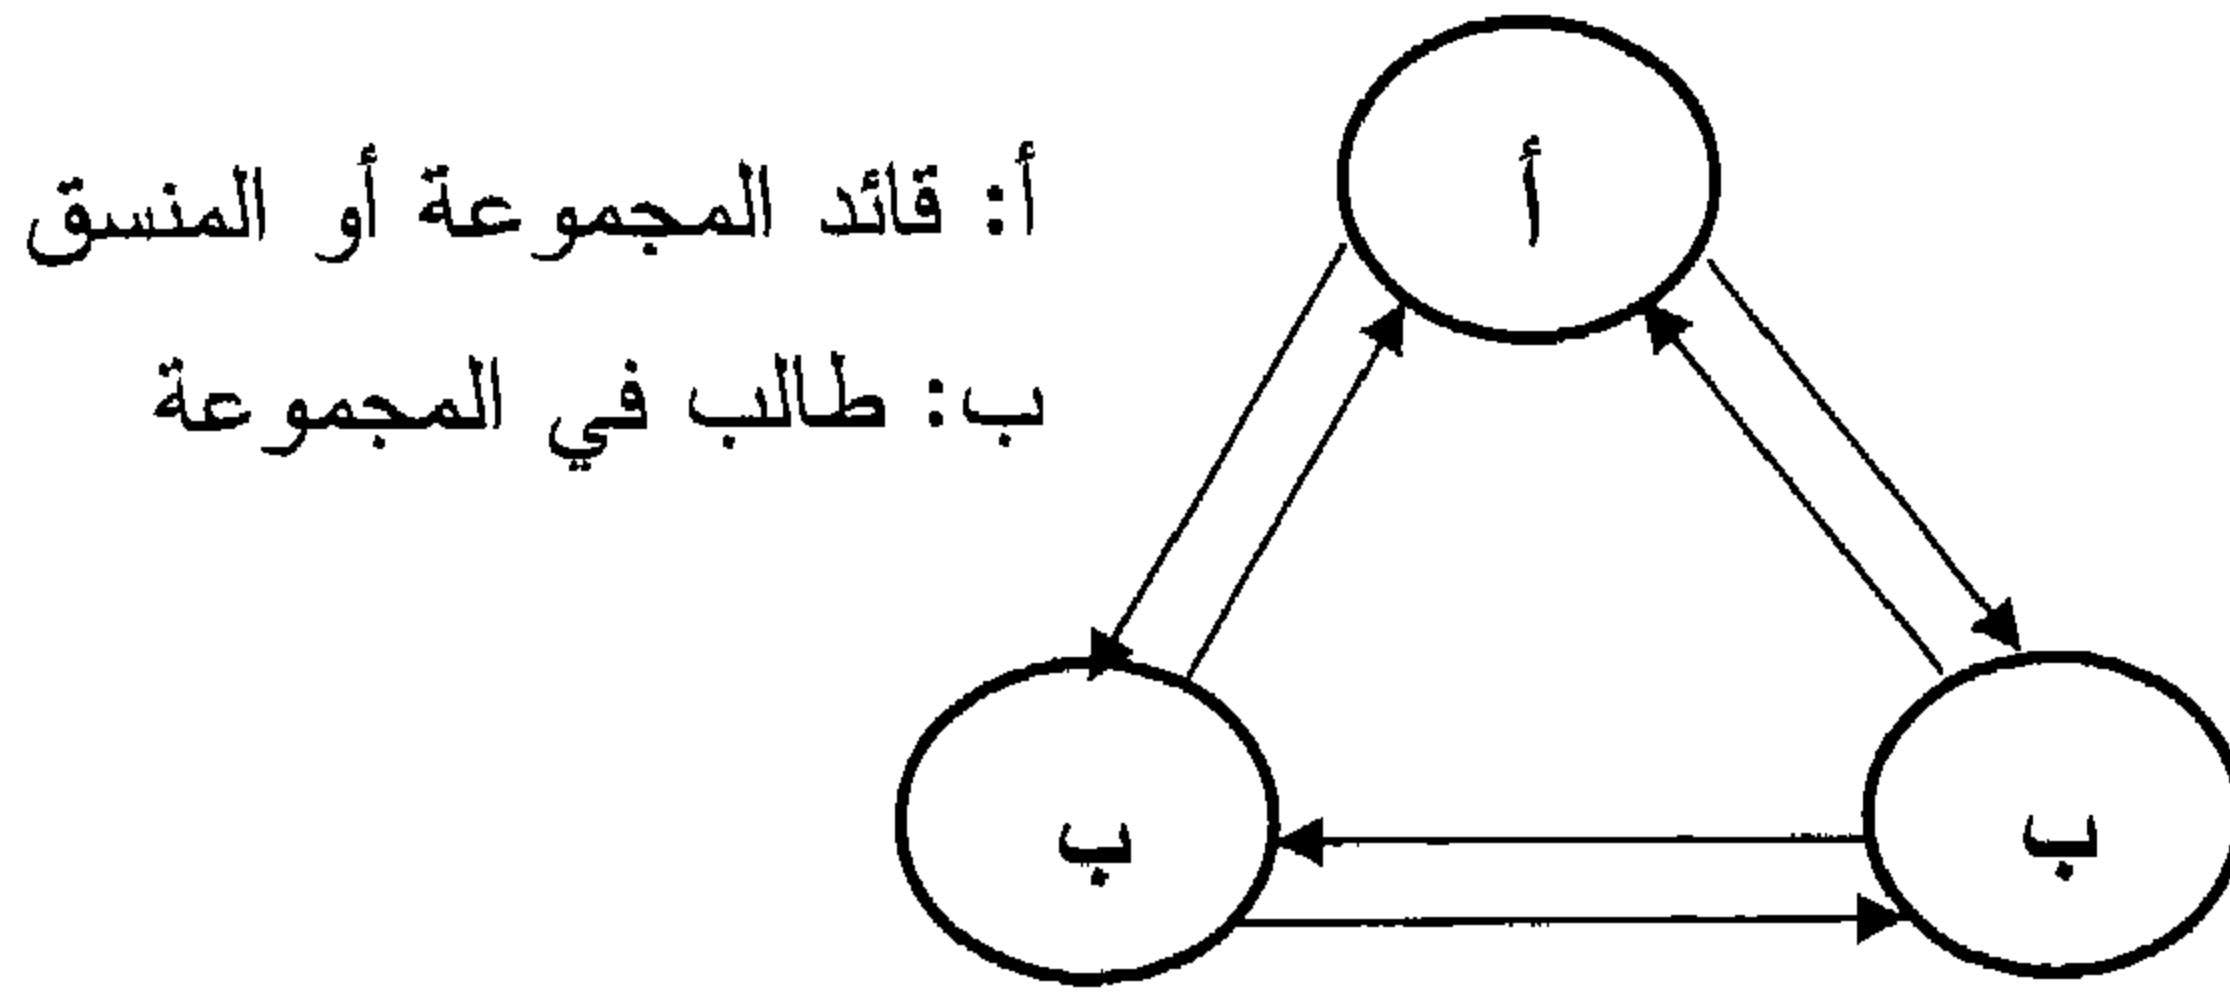 أ
أ: قائد المجموعة أو المنسق
ب: طالب في المجموعة
ب
ب